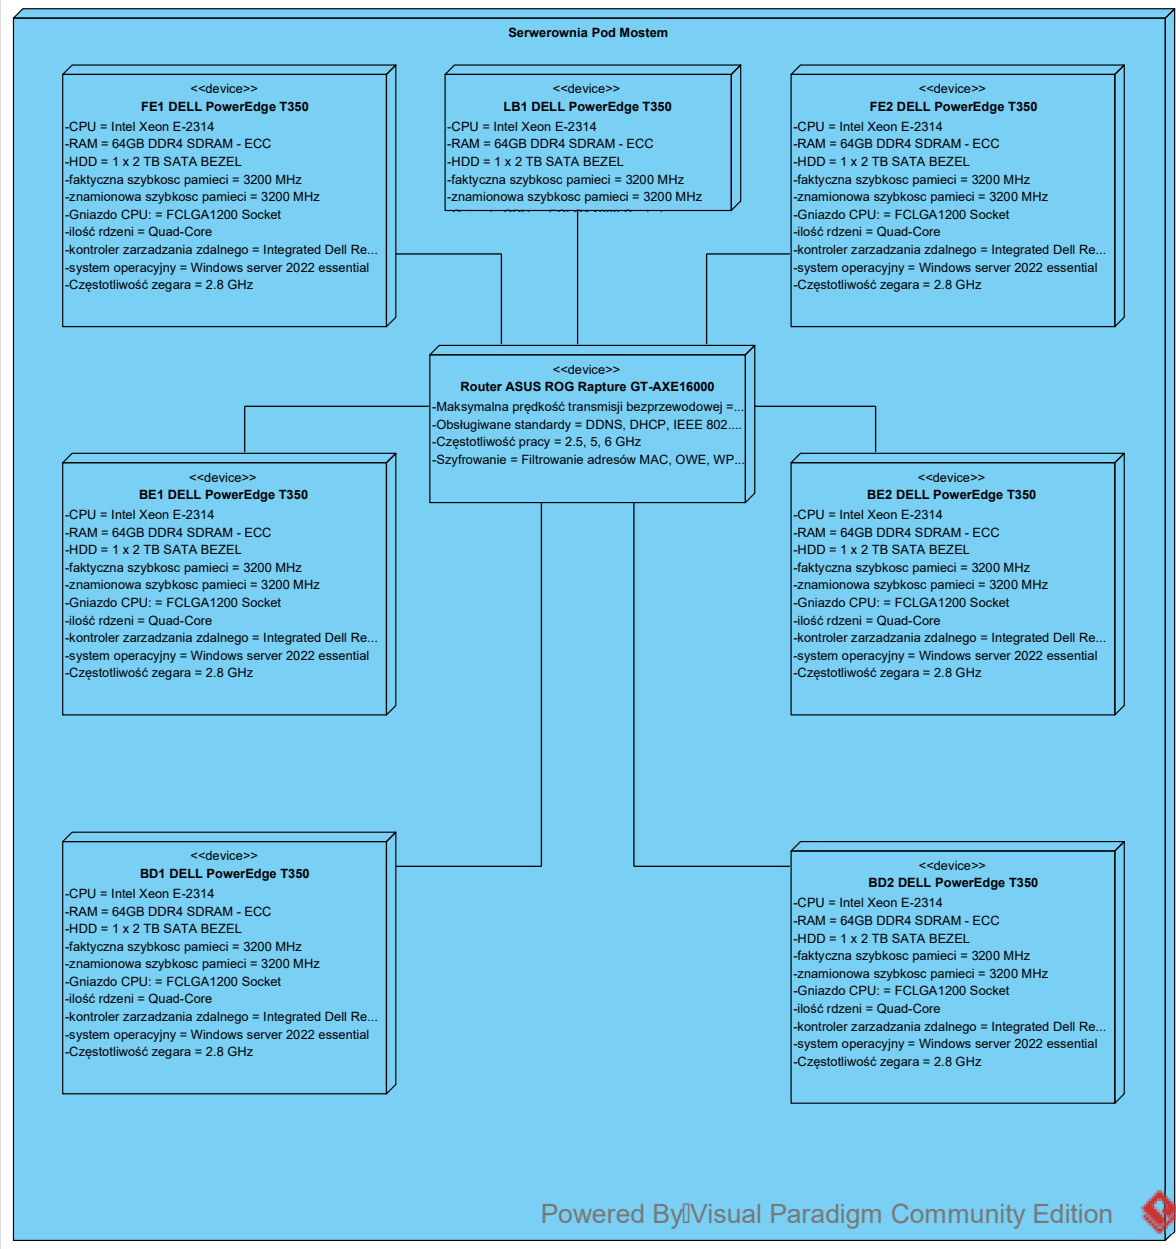 Serwerownia Pod Mostem
<<device>>
FE1 DELL PowerEdge T350
-CPU = Intel Xeon E-2314
-RAM = 64GB DDR4 SDRAM - ECC
-HDD = 1 x 2 TB SATA BEZEL
-faktyczna szybkosc pamieci = 3200 MHz
-znamionowa szybkosc pamieci = 3200 MHz
-Gniazdo CPU: = FCLGA1200 Socket
-ilość rdzeni = Quad-Core
-kontroler zarzadzania zdalnego = Integrated Dell Re...
-system operacyjny = Windows server 2022 essential
-Częstotliwość zegara = 2.8 GHz
<<device>>
LB1 DELL PowerEdge T350
-CPU = Intel Xeon E-2314
-RAM = 64GB DDR4 SDRAM - ECC
-HDD = 1 x 2 TB SATA BEZEL
-faktyczna szybkosc pamieci = 3200 MHz
-znamionowa szybkosc pamieci = 3200 MHz
<<device>>
FE2 DELL PowerEdge T350
-CPU = Intel Xeon E-2314
-RAM = 64GB DDR4 SDRAM - ECC
-HDD = 1 x 2 TB SATA BEZEL
-faktyczna szybkosc pamieci = 3200 MHz
-znamionowa szybkosc pamieci = 3200 MHz
-Gniazdo CPU: = FCLGA1200 Socket
-ilość rdzeni = Quad-Core
-kontroler zarzadzania zdalnego = Integrated Dell Re...
-system operacyjny = Windows server 2022 essential
-Częstotliwość zegara = 2.8 GHz
<<device>>
Router ASUS ROG Rapture GT-AXE16000
-Maksymalna prędkość transmisji bezprzewodowej =...
-Obsługiwane standardy = DDNS, DHCP, IEEE 802....
-Częstotliwość pracy = 2.5, 5, 6 GHz
-Szyfrowanie = Filtrowanie adresów MAC, OWE, WP...
<<device>>
BE1 DELL PowerEdge T350
-CPU = Intel Xeon E-2314
-RAM = 64GB DDR4 SDRAM - ECC
-HDD = 1 x 2 TB SATA BEZEL
-faktyczna szybkosc pamieci = 3200 MHz
-znamionowa szybkosc pamieci = 3200 MHz
-Gniazdo CPU: = FCLGA1200 Socket
-ilość rdzeni = Quad-Core
-kontroler zarzadzania zdalnego = Integrated Dell Re...
-system operacyjny = Windows server 2022 essential
-Częstotliwość zegara = 2.8 GHz
<<device>>
BE2 DELL PowerEdge T350
-CPU = Intel Xeon E-2314
-RAM = 64GB DDR4 SDRAM - ECC
-HDD = 1 x 2 TB SATA BEZEL
-faktyczna szybkosc pamieci = 3200 MHz
-znamionowa szybkosc pamieci = 3200 MHz
-Gniazdo CPU: = FCLGA1200 Socket
-ilość rdzeni = Quad-Core
-kontroler zarzadzania zdalnego = Integrated Dell Re...
-system operacyjny = Windows server 2022 essential
-Częstotliwość zegara = 2.8 GHz
<<device>>
BD1 DELL PowerEdge T350
-CPU = Intel Xeon E-2314
-RAM = 64GB DDR4 SDRAM - ECC
-HDD = 1 x 2 TB SATA BEZEL
-faktyczna szybkosc pamieci = 3200 MHz
-znamionowa szybkosc pamieci = 3200 MHz
-Gniazdo CPU: = FCLGA1200 Socket
-ilość rdzeni = Quad-Core
-kontroler zarzadzania zdalnego = Integrated Dell Re...
-system operacyjny = Windows server 2022 essential
-Częstotliwość zegara = 2.8 GHz
<<device>>
BD2 DELL PowerEdge T350
-CPU = Intel Xeon E-2314
-RAM = 64GB DDR4 SDRAM - ECC
-HDD = 1 x 2 TB SATA BEZEL
-faktyczna szybkosc pamieci = 3200 MHz
-znamionowa szybkosc pamieci = 3200 MHz
-Gniazdo CPU: = FCLGA1200 Socket
-ilość rdzeni = Quad-Core
-kontroler zarzadzania zdalnego = Integrated Dell Re...
-system operacyjny = Windows server 2022 essential
-Częstotliwość zegara = 2.8 GHz
Powered By Visual Paradigm Community Edition